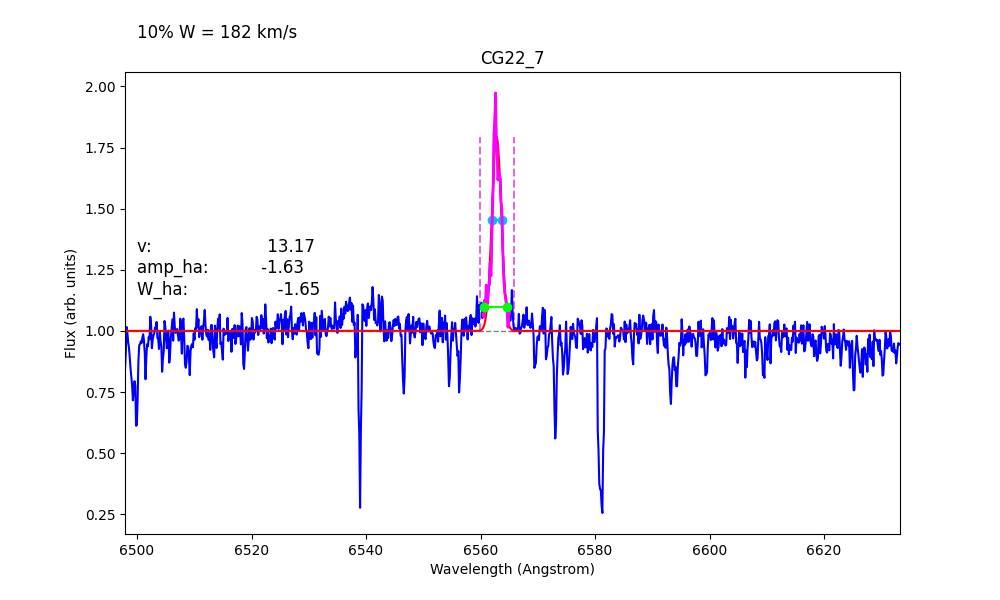 10% W = 182 km/s
CG22_7
2.00
1.75
1.50
1.25
1.00
0.75
0.50
0.25
Flux (arb. units)
v: 13.17
amp_ha: -1.63
W_ha: -1.65
6500 6520 6540 6560 6580 6600 6620
Wavelength (Angstrom)